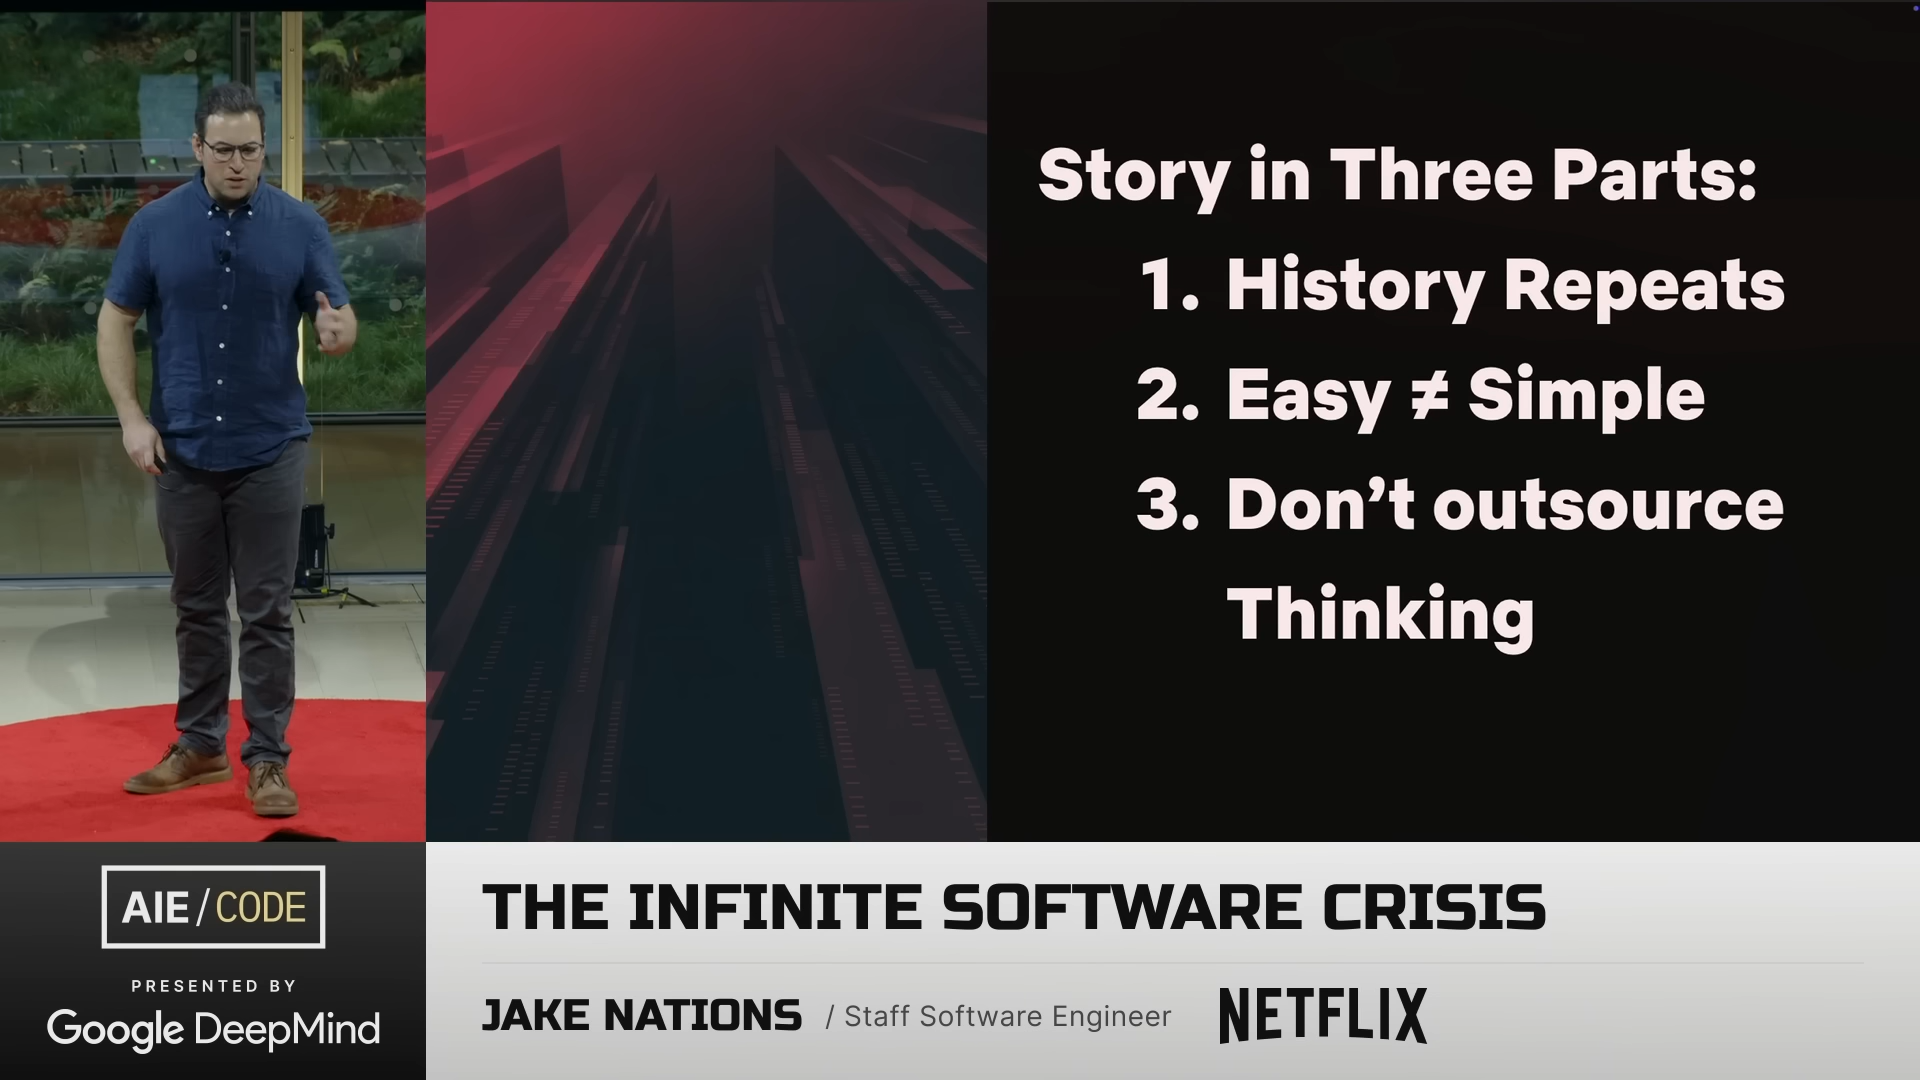 Story in Three Parts:
1. History Repeats
2. Easy ≠ Simple
3. Don’t outsource
Thinking
AIE/CODE
PRESENTED BY
Google DeepMind
THE INFINITE SOFTWARE CRISIS
JAKE NATIONS / Staff Software Engineer NETFLIX